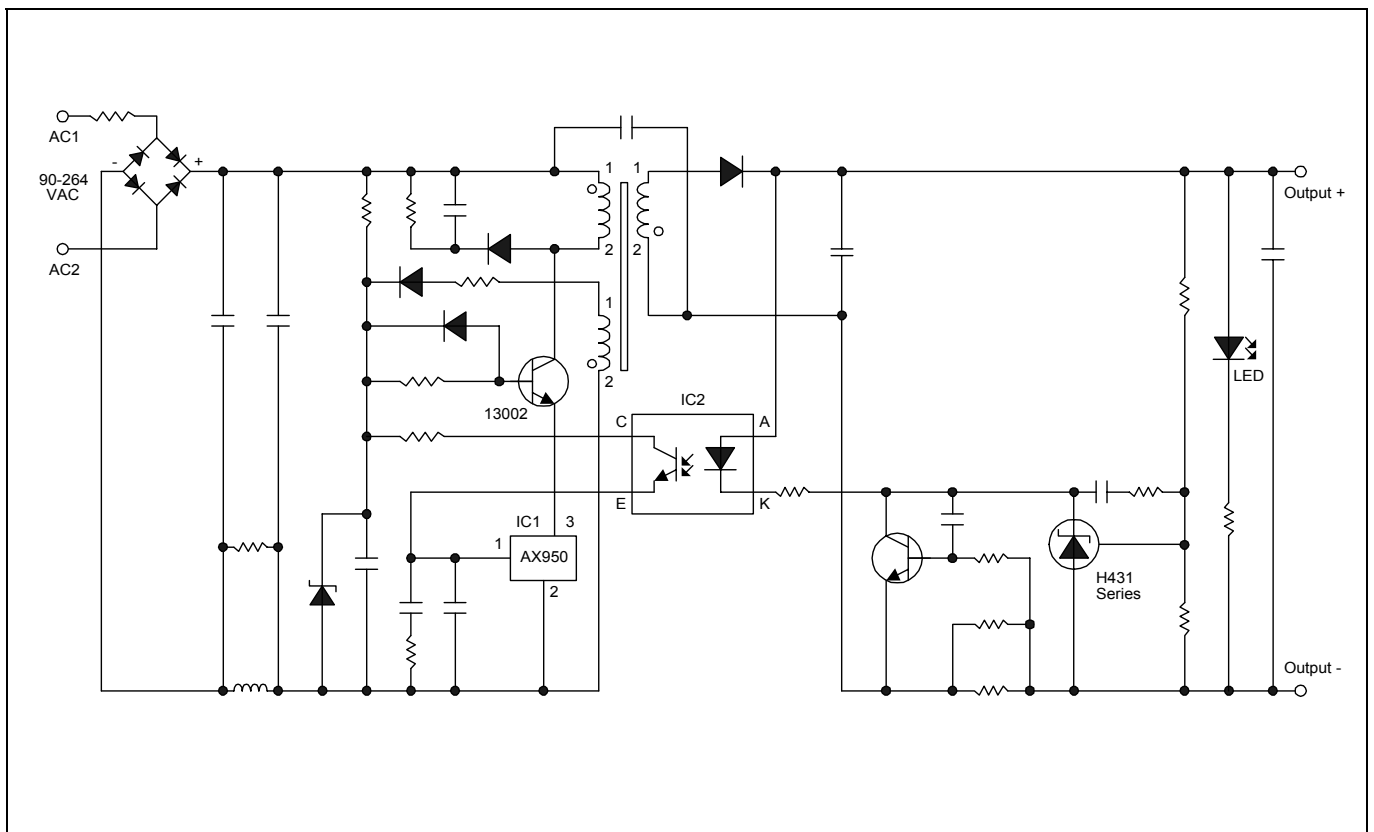 AC1
90-264
VAC
AC2
-
+
1
2
1
2
1
2
Output +
13002
IC2
C
A
E
K
LED
IC1
3
1
AX950
2
H431
Series
Output -